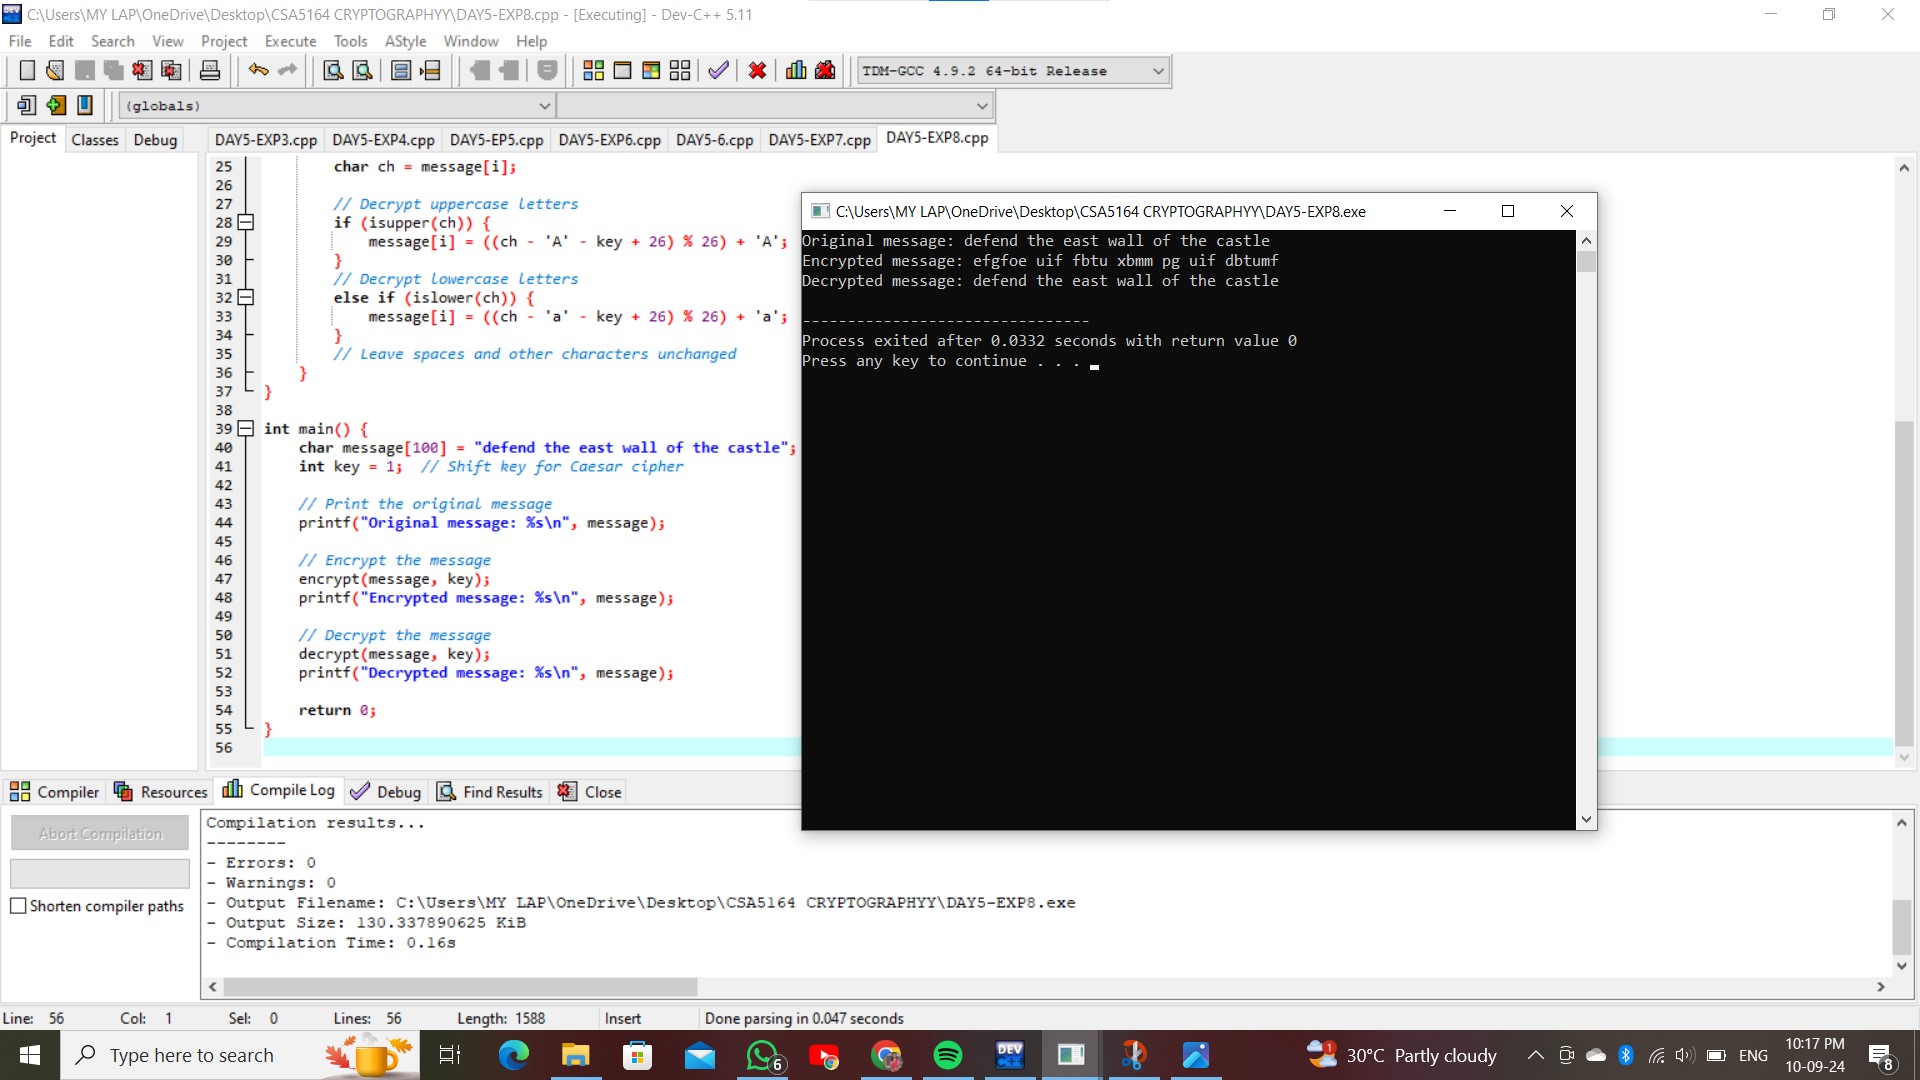 C:\Users\MY LAP\OneDrive\Desktop\CSA5164 CRYPTOGRAPHYY\DAY5-EXP8.cpp - [Executing] - Dev-C++ 5.11
File Edit Search View Project Execute Tools AStyle Window Help
TDM-GCC 4.9.2 64-bit Release
(globals)
Project Classes Debug
DAY5-EXP3.cpp DAY5-EXP4.cpp DAY5-EP5.cpp DAY5-EXP6.cpp DAY5-6.cpp DAY5-EXP7.cpp DAY5-EXP8.cpp
25 char ch = message[i];
26
27 // Decrypt uppercase letters
28 if (isupper(ch)) {
29 message[i] = ((ch - 'A' - key + 26) % 26) + 'A';
30 }
31 // Decrypt lowercase letters
32 else if (islower(ch)) {
33 message[i] = ((ch - 'a' - key + 26) % 26) + 'a';
34 }
35 // Leave spaces and other characters unchanged
36 }
37 }
38
39 int main() {
40 char message[100] = "defend the east wall of the castle";
41 int key = 1; // Shift key for Caesar cipher
42
43 // Print the original message
44 printf("Original message: %s\n", message);
45
46 // Encrypt the message
47 encrypt(message, key);
48 printf("Encrypted message: %s\n", message);
49
50 // Decrypt the message
51 decrypt(message, key);
52 printf("Decrypted message: %s\n", message);
53
54 return 0;
55 }
56
C:\Users\MY LAP\OneDrive\Desktop\CSA5164 CRYPTOGRAPHYY\DAY5-EXP8.exe
Original message: defend the east wall of the castle
Encrypted message: efgfoe uif fbtu xbmm pg uif dbtumf
Decrypted message: defend the east wall of the castle
--------------------------------
Process exited after 0.0332 seconds with return value 0
Press any key to continue . . .
Compiler Resources Compile Log Debug Find Results Close
Abort Compilation
Shorten compiler paths
Compilation results...
--------
- Errors: 0
- Warnings: 0
- Output Filename: C:\Users\MY LAP\OneDrive\Desktop\CSA5164 CRYPTOGRAPHYY\DAY5-EXP8.exe
- Output Size: 130.337890625 KiB
- Compilation Time: 0.16s
Line: 56 Col: 1 Sel: 0 Lines: 56 Length: 1588 Insert Done parsing in 0.047 seconds
Type here to search
6
DEV
1
30°C Partly cloudy
ENG
10:17 PM
10-09-24
8